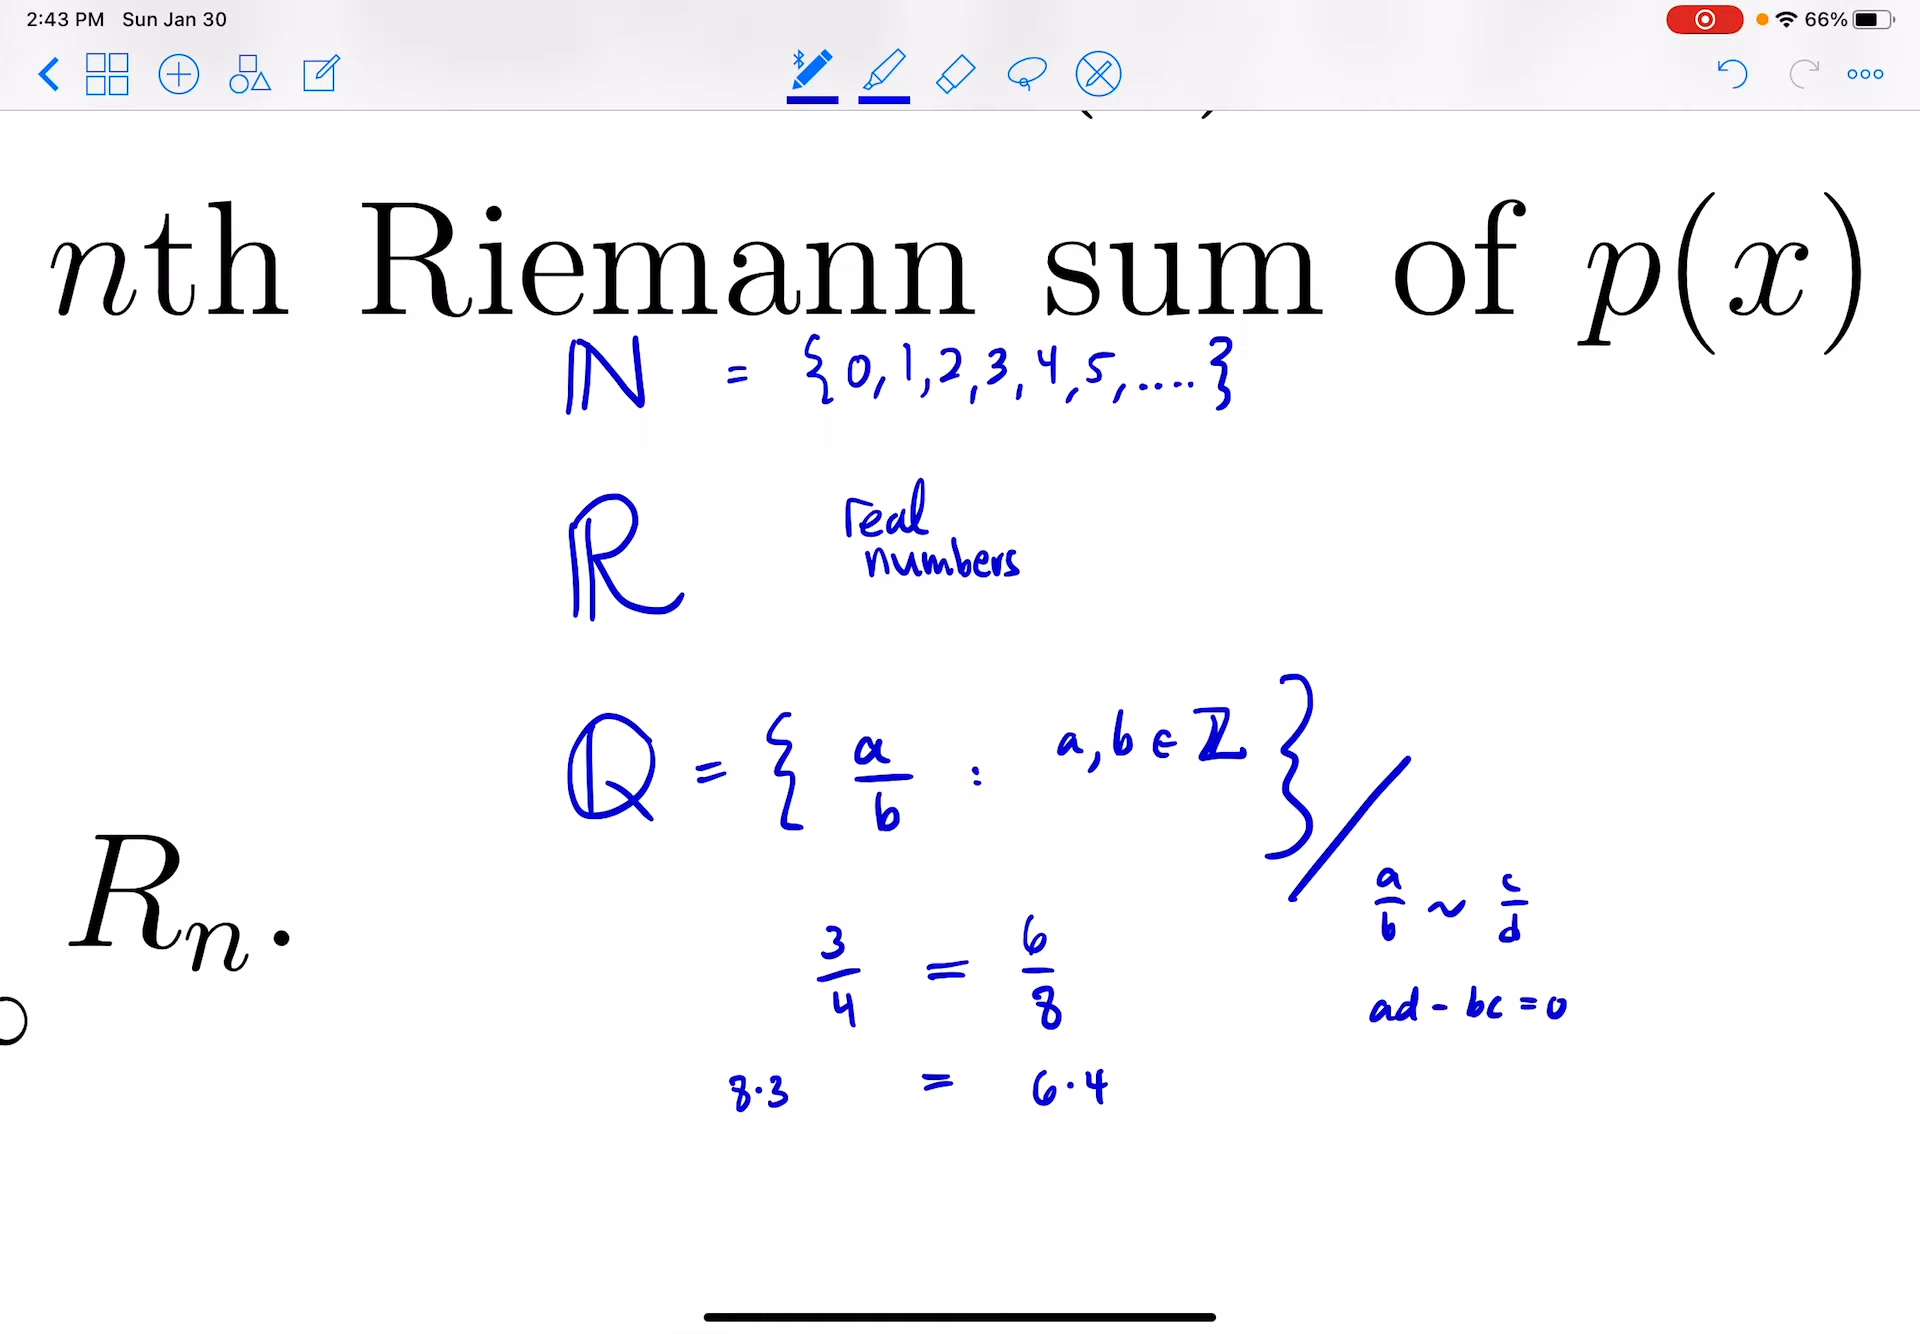 2:43 PM Sun Jan 30 66%
nth Riemann sum of p(x)
ℕ = {0, 1, 2, 3, 4, 5, ....}
ℝ real
numbers
ℚ = { a/b : a, b ∈ ℤ } /
a/b ~ c/d
R_n.
3/4 = 6/8
ad - bc = 0
8·3 = 6·4